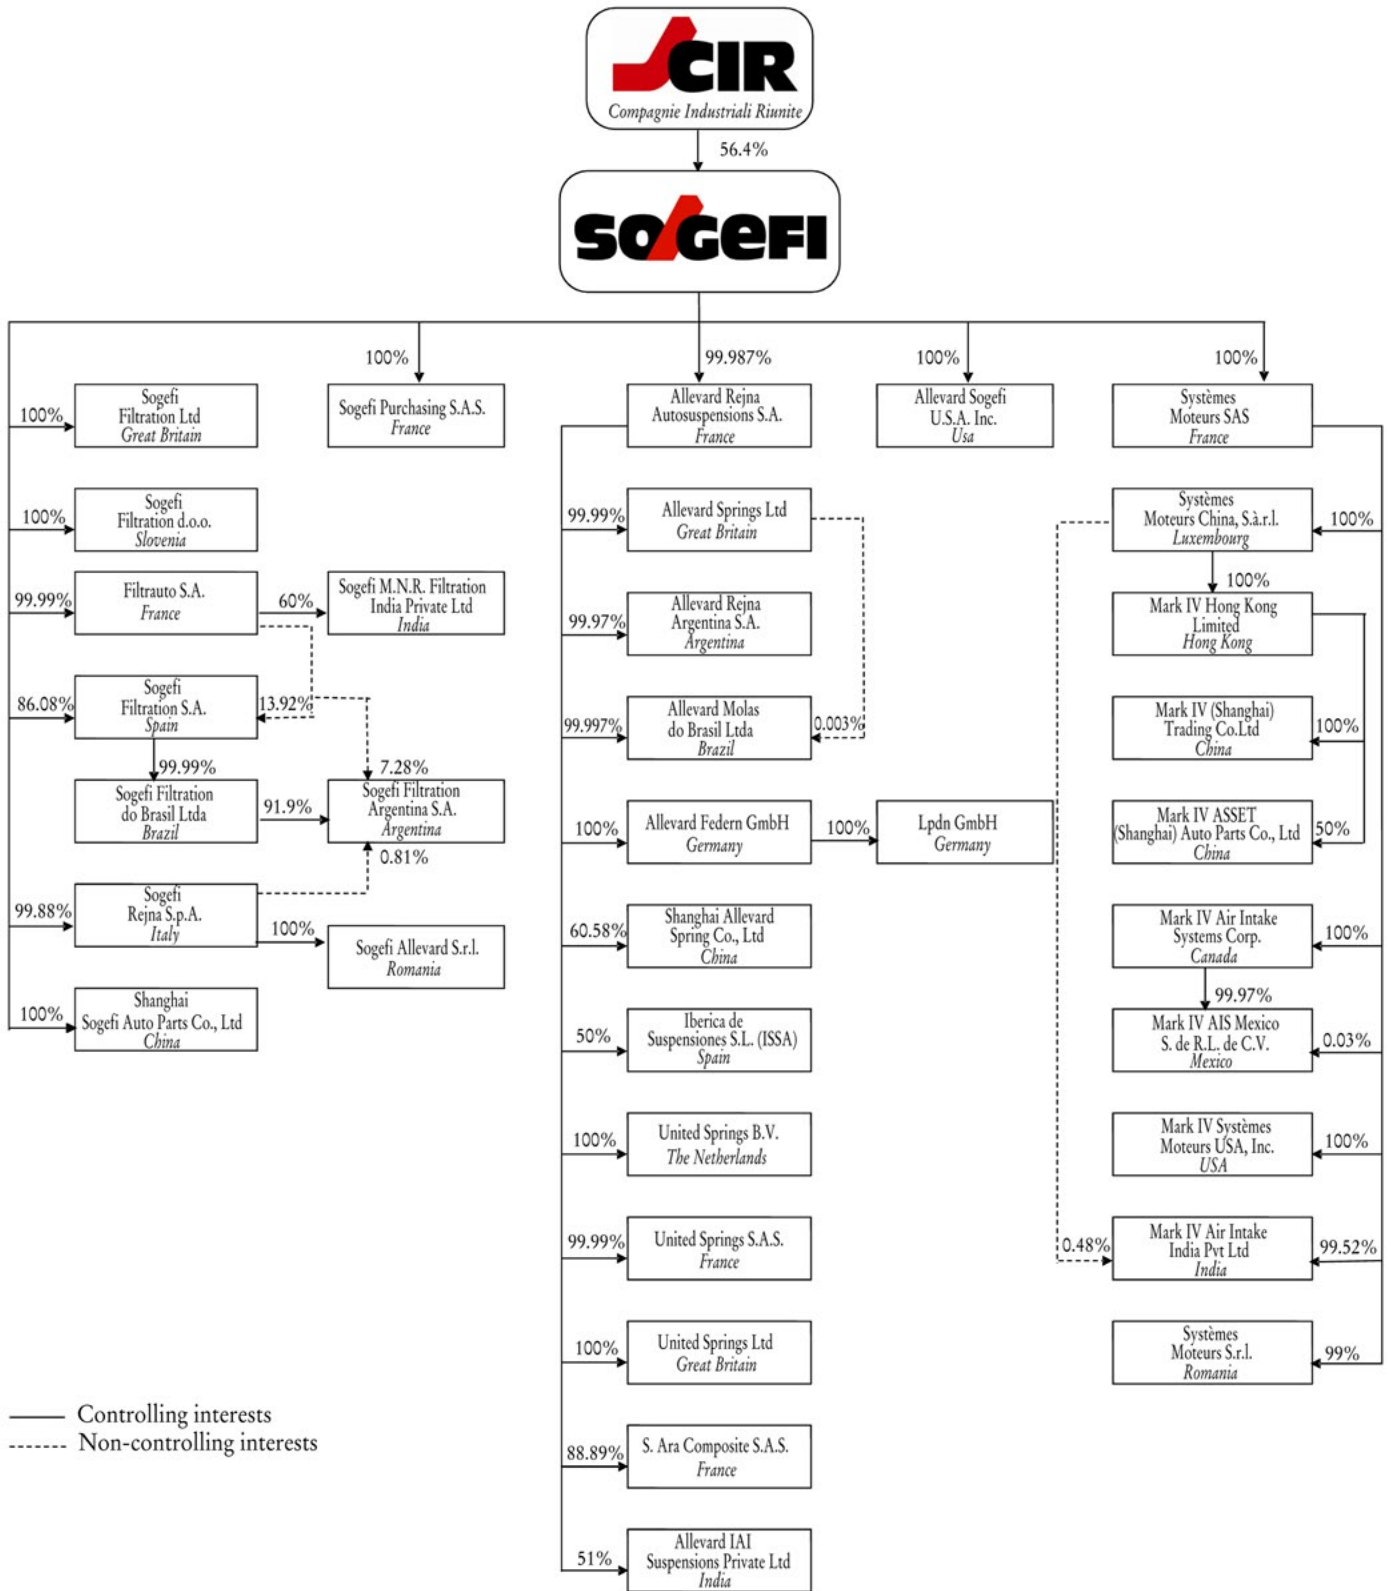 CIR
Compagnie Industriali Riunite
56.4%
SOGEFI
100%
99.987%
100%
100%
100%
Sogefi
Filtration Ltd
Great Britain
Sogefi Purchasing S.A.S.
France
Allevard Rejna
Autosuspensions S.A.
France
Allevard Sogefi
U.S.A. Inc.
Usa
Systèmes
Moteurs SAS
France
100%
Sogefi
Filtration d.o.o.
Slovenia
99.99%
Allevard Springs Ltd
Great Britain
Systèmes
Moteurs China, S.à.r.l.
Luxembourg
100%
100%
99.99%
Filtrauto S.A.
France
60%
Sogefi M.N.R. Filtration
India Private Ltd
India
99.97%
Allevard Rejna
Argentina S.A.
Argentina
Mark IV Hong Kong
Limited
Hong Kong
86.08%
Sogefi
Filtration S.A.
Spain
13.92%
99.997%
Allevard Molas
do Brasil Ltda
Brazil
0.003%
Mark IV (Shanghai)
Trading Co.Ltd
China
100%
99.99%
7.28%
Sogefi Filtration
do Brasil Ltda
Brazil
91.9%
Sogefi Filtration
Argentina S.A.
Argentina
0.81%
100%
Allevard Federn GmbH
Germany
100%
Lpdn GmbH
Germany
Mark IV ASSET
(Shanghai) Auto Parts Co., Ltd
China
50%
99.88%
Sogefi
Rejna S.p.A.
Italy
100%
Sogefi Allevard S.r.l.
Romania
60.58%
Shanghai Allevard
Spring Co., Ltd
China
Mark IV Air Intake
Systems Corp.
Canada
100%
99.97%
100%
Shanghai
Sogefi Auto Parts Co., Ltd
China
50%
Iberica de
Suspensiones S.L. (ISSA)
Spain
Mark IV AIS Mexico
S. de R.L. de C.V.
Mexico
0.03%
100%
United Springs B.V.
The Netherlands
Mark IV Systèmes
Moteurs USA, Inc.
USA
100%
99.99%
United Springs S.A.S.
France
0.48%
Mark IV Air Intake
India Pvt Ltd
India
99.52%
100%
United Springs Ltd
Great Britain
Systèmes
Moteurs S.r.l.
Romania
99%
Controlling interests
Non-controlling interests
88.89%
S. Ara Composite S.A.S.
France
51%
Allevard IAI
Suspensions Private Ltd
India